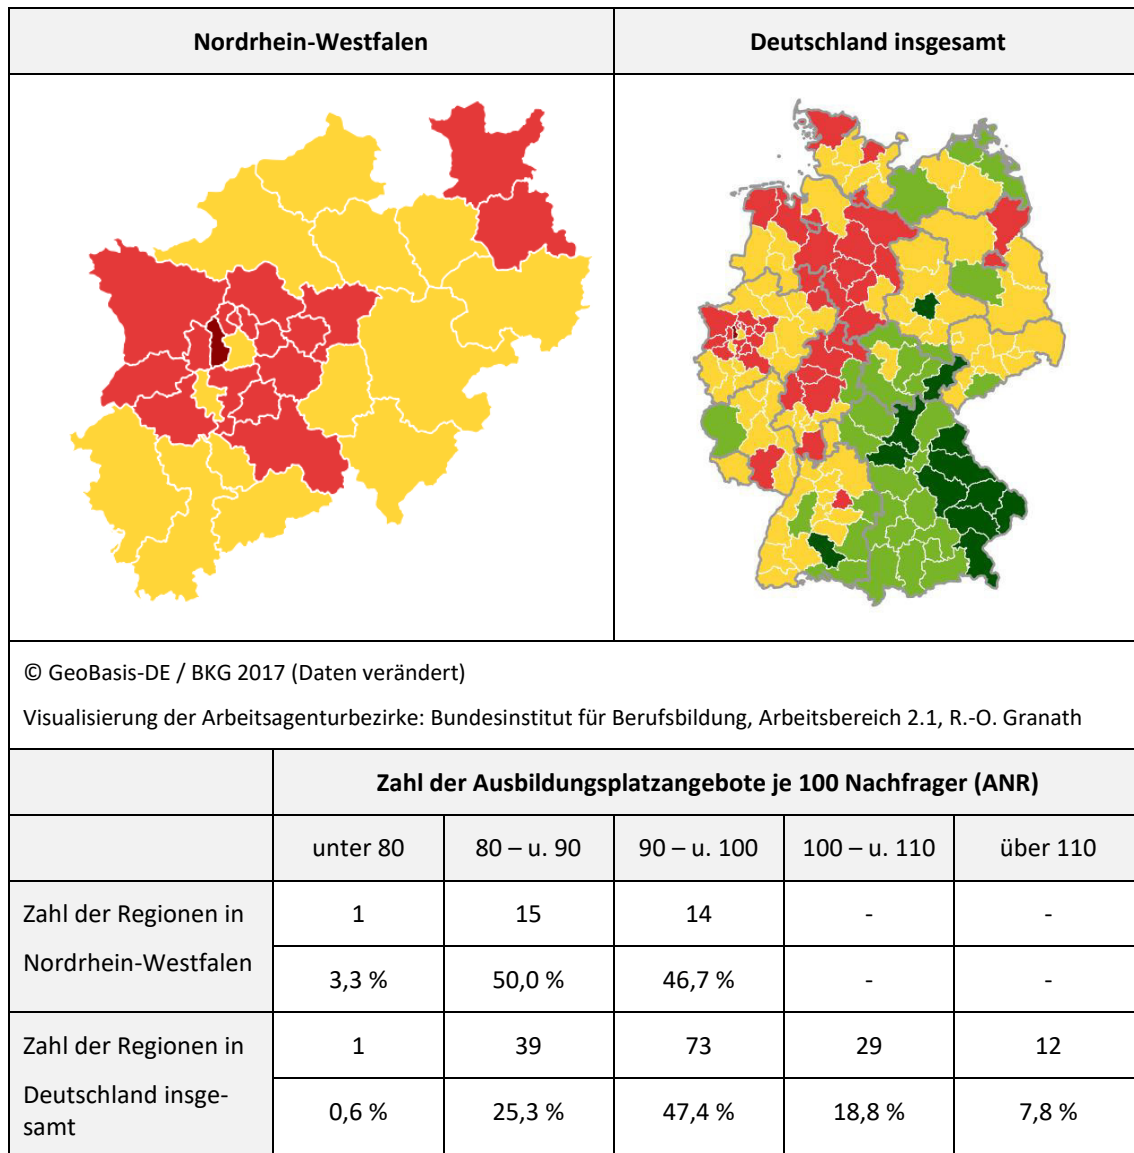 Nordrhein-Westfalen
Deutschland insgesamt
© GeoBasis-DE / BKG 2017 (Daten verändert)
Visualisierung der Arbeitsagenturbezirke: Bundesinstitut für Berufsbildung, Arbeitsbereich 2.1, R.-O. Granath
Zahl der Ausbildungsplatzangebote je 100 Nachfrager (ANR)
unter 80
80 – u. 90
90 – u. 100
100 – u. 110
über 110
Zahl der Regionen in
Nordrhein-Westfalen
1
15
14
-
-
3,3 %
50,0 %
46,7 %
-
-
Zahl der Regionen in
Deutschland insge-
samt
1
39
73
29
12
0,6 %
25,3 %
47,4 %
18,8 %
7,8 %